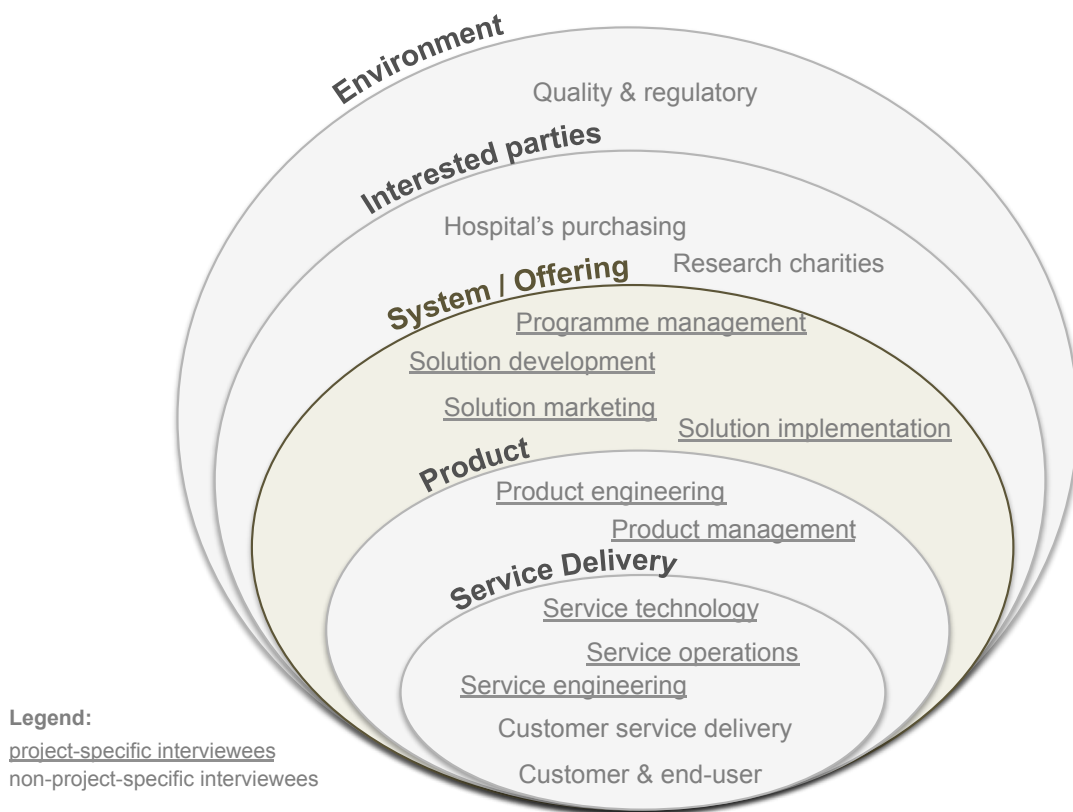 Environment
Quality & regulatory
Interested parties
Hospital's purchasing
Research charities
System / Offering
Programme management
Solution development
Solution marketing
Solution implementation
Product
Product engineering
Product management
Service Delivery
Service technology
Service operations
Service engineering
Customer service delivery
Customer & end-user
Legend:
project-specific interviewees
non-project-specific interviewees